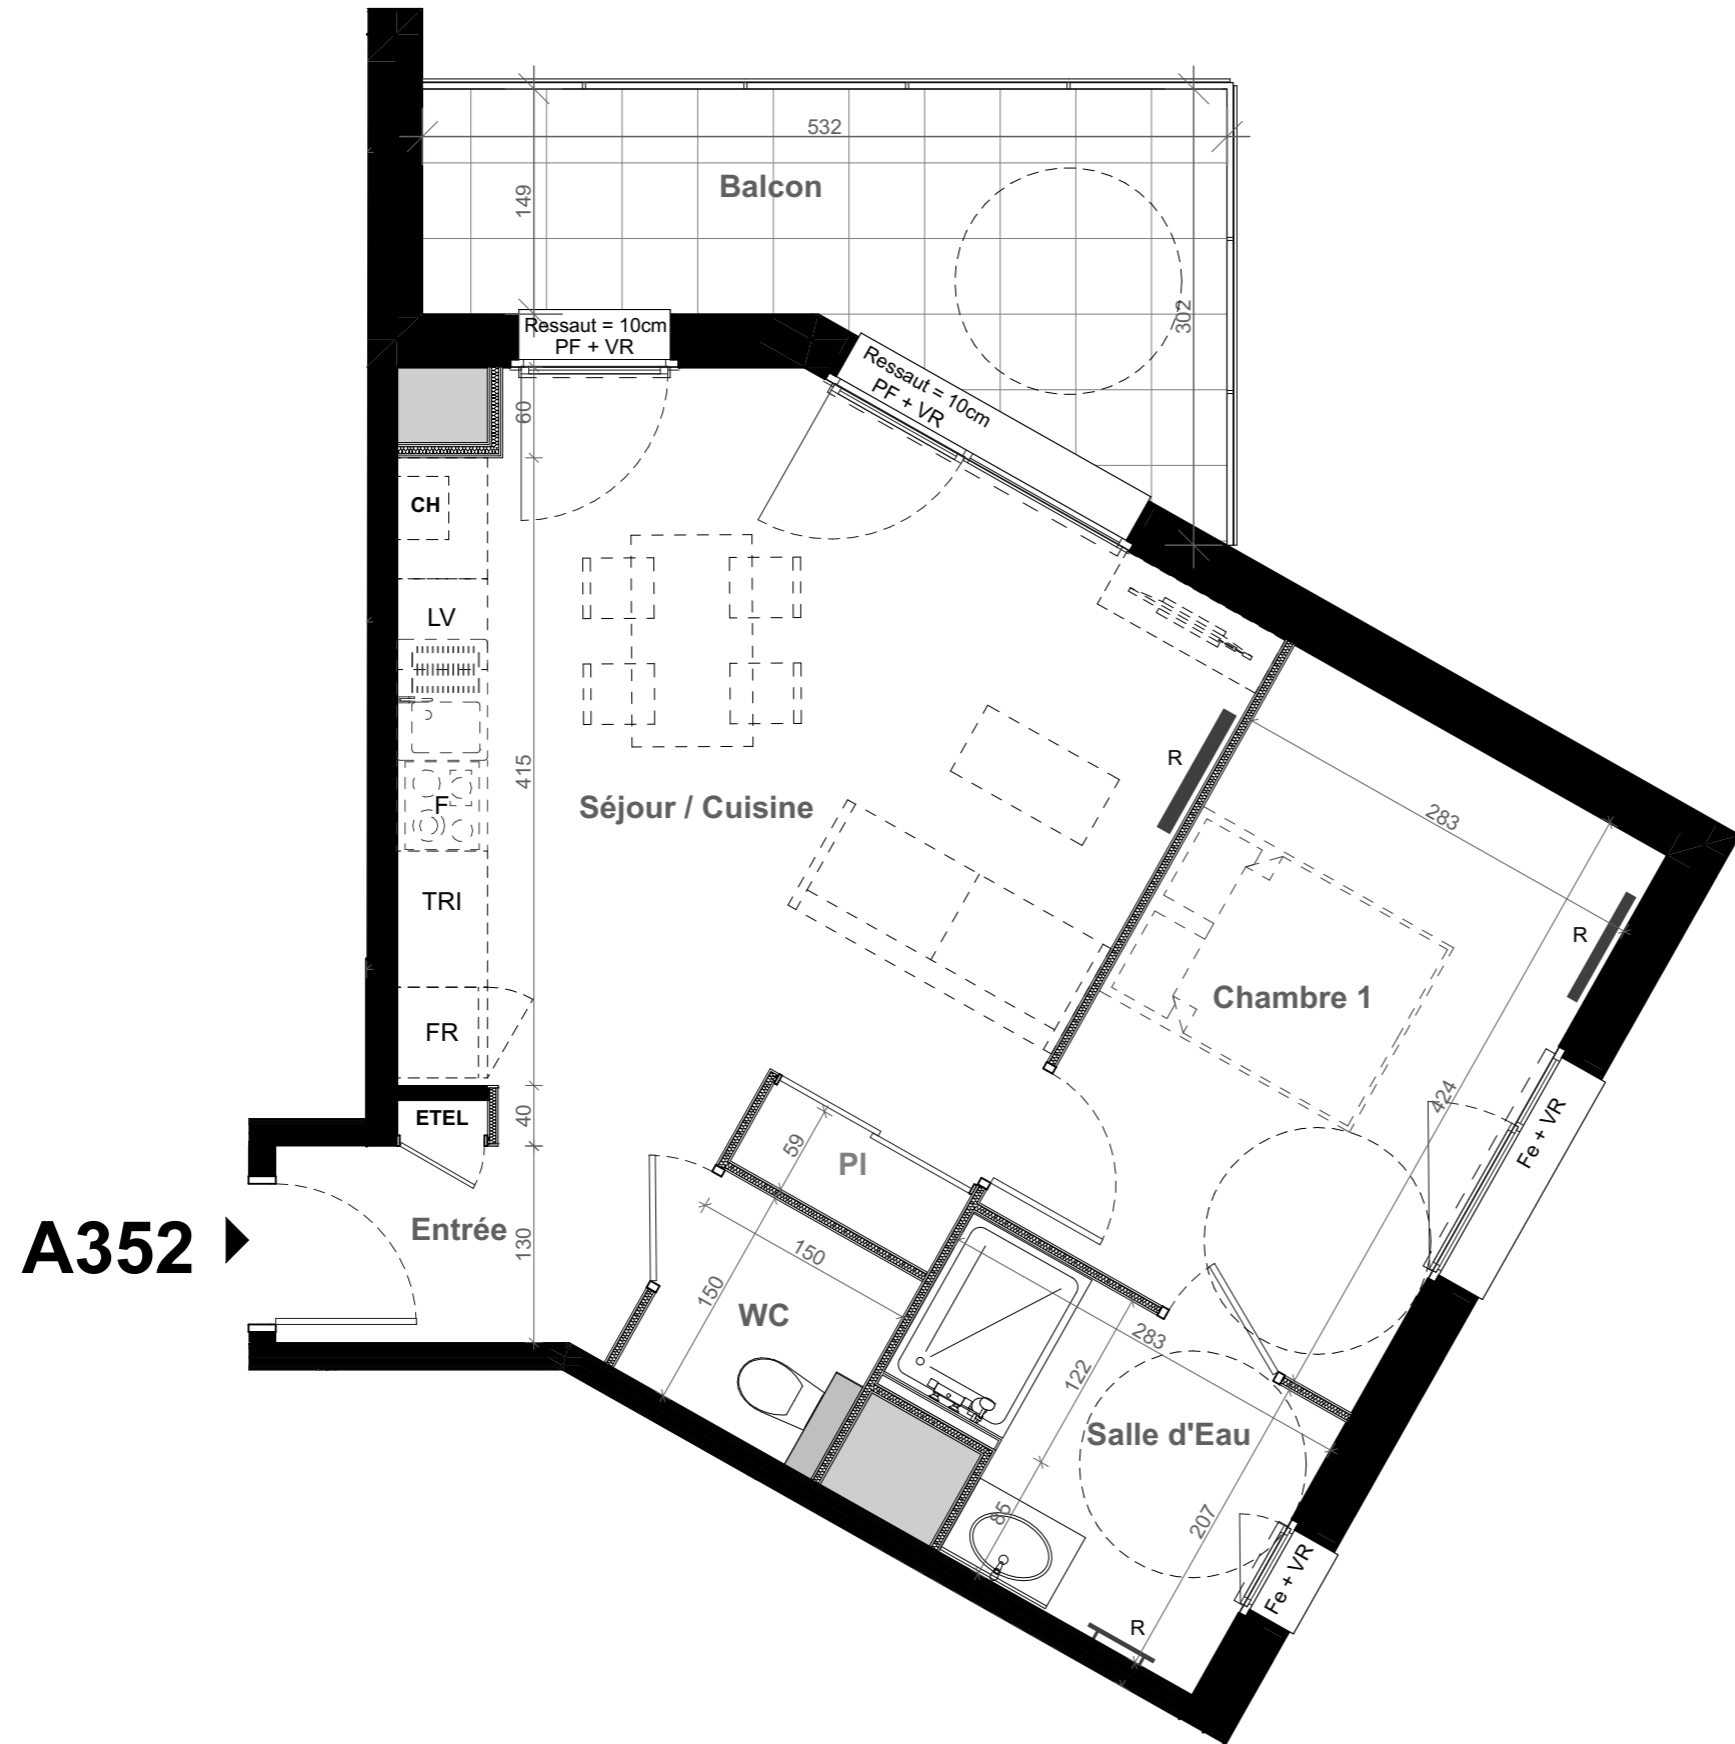 532
149
Balcon
302
Ressaut = 10cm
PF + VR
Ressaut = 10cm
PF + VR
60
CH
LV
415
F
Séjour / Cuisine
R
283
TRI
R
Chambre 1
FR
424
ETEL
40
Fe + VR
59
Pl
A352
Entrée
130
150
150
WC
283
122
Salle d'Eau
85
207
Fe + VR
R